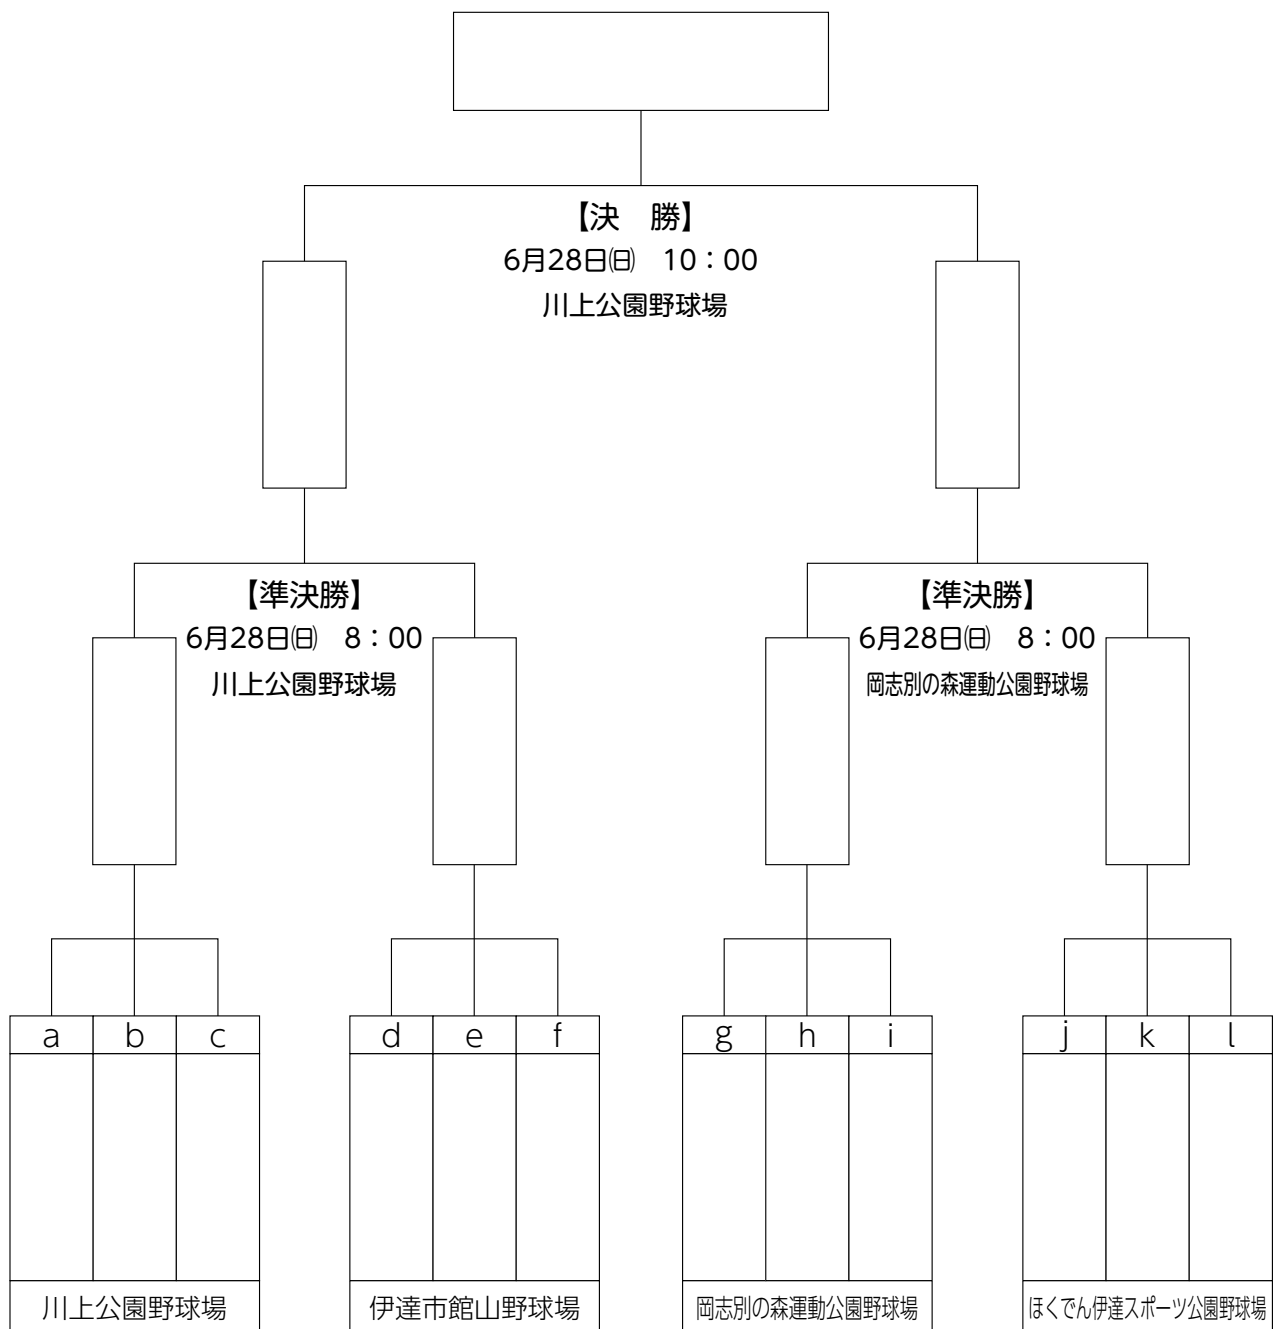 【決　勝】
6月28日㈰　10：00
川上公園野球場
【準決勝】
6月28日㈰　8：00
川上公園野球場
【準決勝】
6月28日㈰　8：00
岡志別の森運動公園野球場
a b c
d e f
g h i
j k l
川上公園野球場
伊達市館山野球場
岡志別の森運動公園野球場
ほくでん伊達スポーツ公園野球場